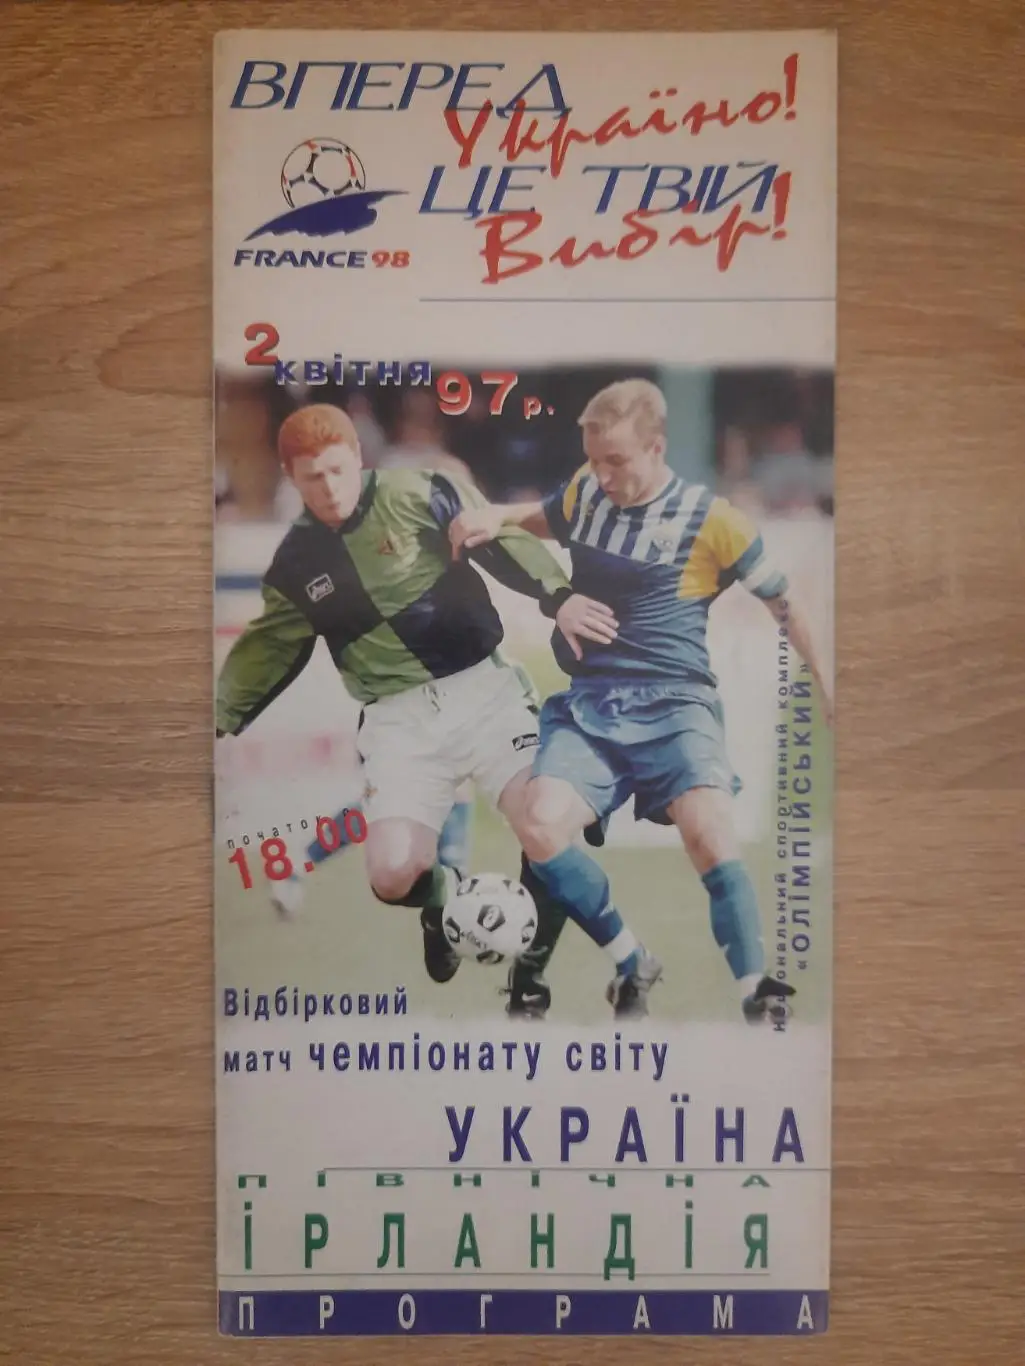 ВПЕРЕД
Україно!
ЦЕ ТВІЙ
Вибір!
FRANCE 98
2 квітня 97 р.
початок о
18.00
Національний спортивний комплекс
«ОЛІМПІЙСЬКИЙ»
Відбірковий
матч чемпіонату світу
УКРАЇНА
ПІВНІЧНА
ІРЛАНДІЯ
ПРОГРАМА